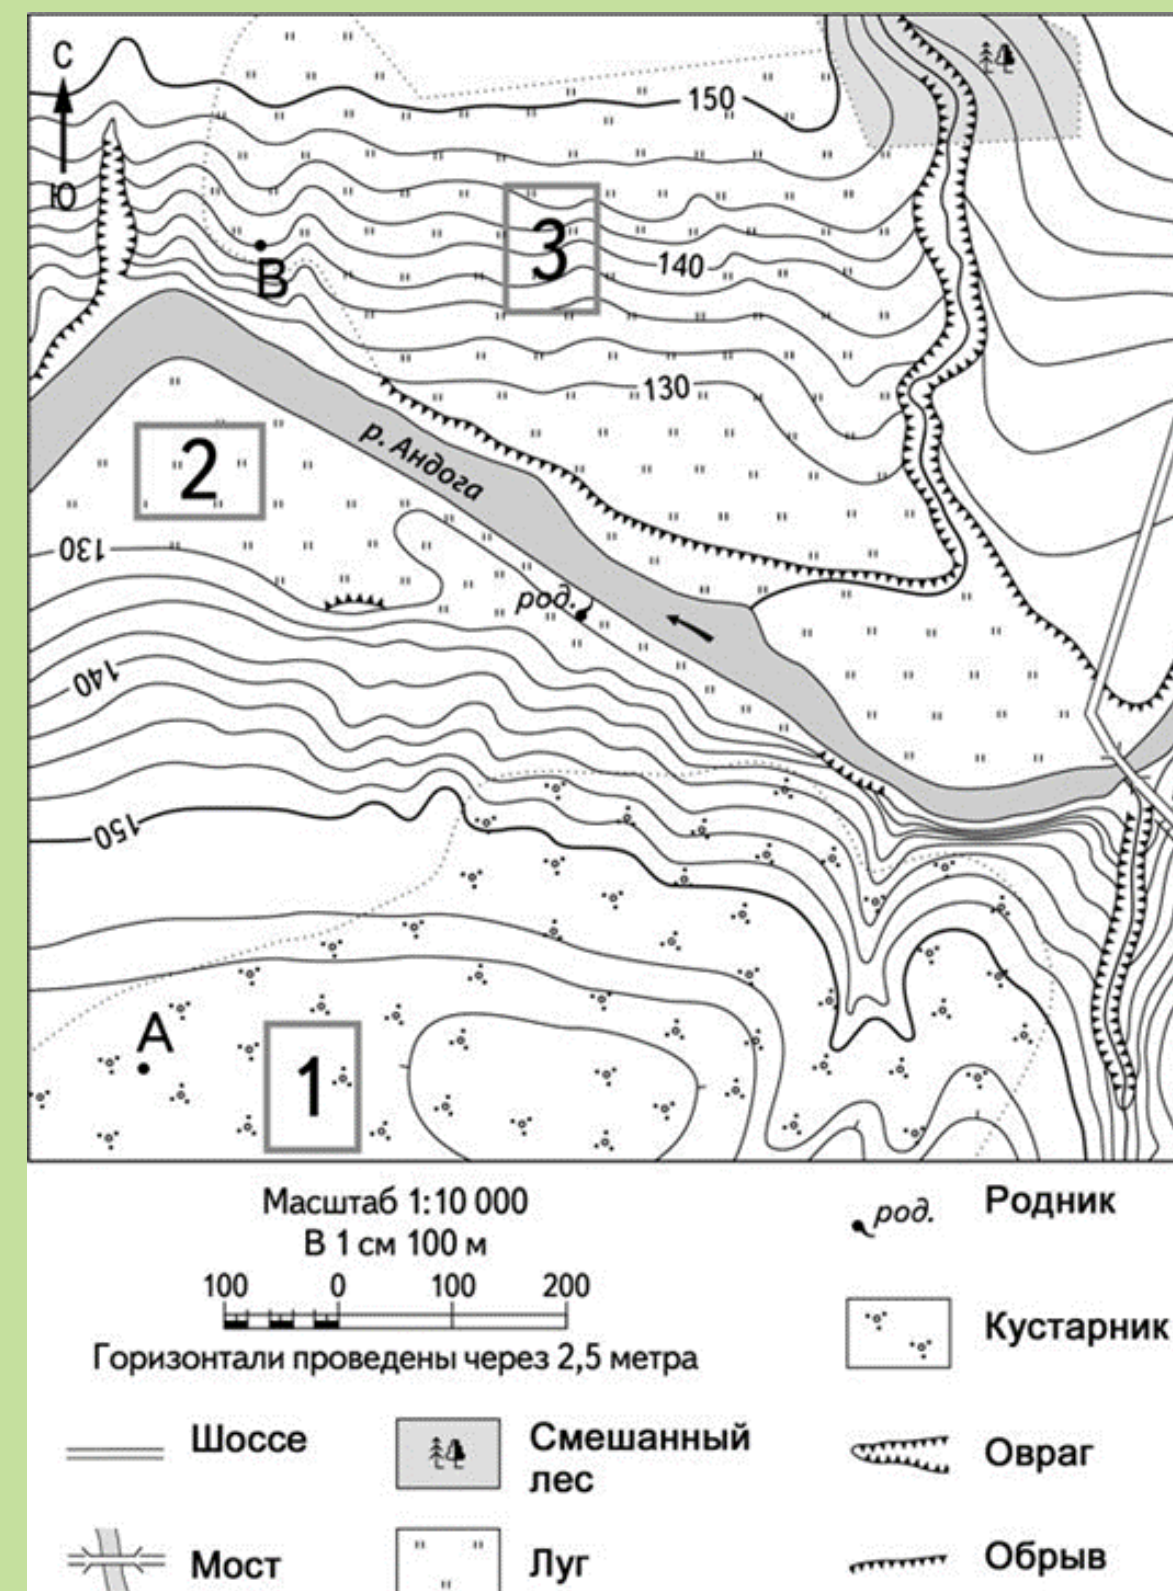 С
Ю
150
В
3
140
130
2
р. Андога
130
род.
140
150
А
1
Масштаб 1:10 000
В 1 см 100 м
100 0 100 200
Горизонтали проведены через 2,5 метра
Шоссе
Мост
Смешанный
лес
Луг
род.
Родник
Кустарник
Овраг
Обрыв